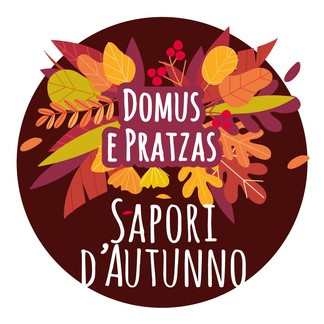 DOMUS
E PRATZAS
SAPORI
D'AUTUNNO